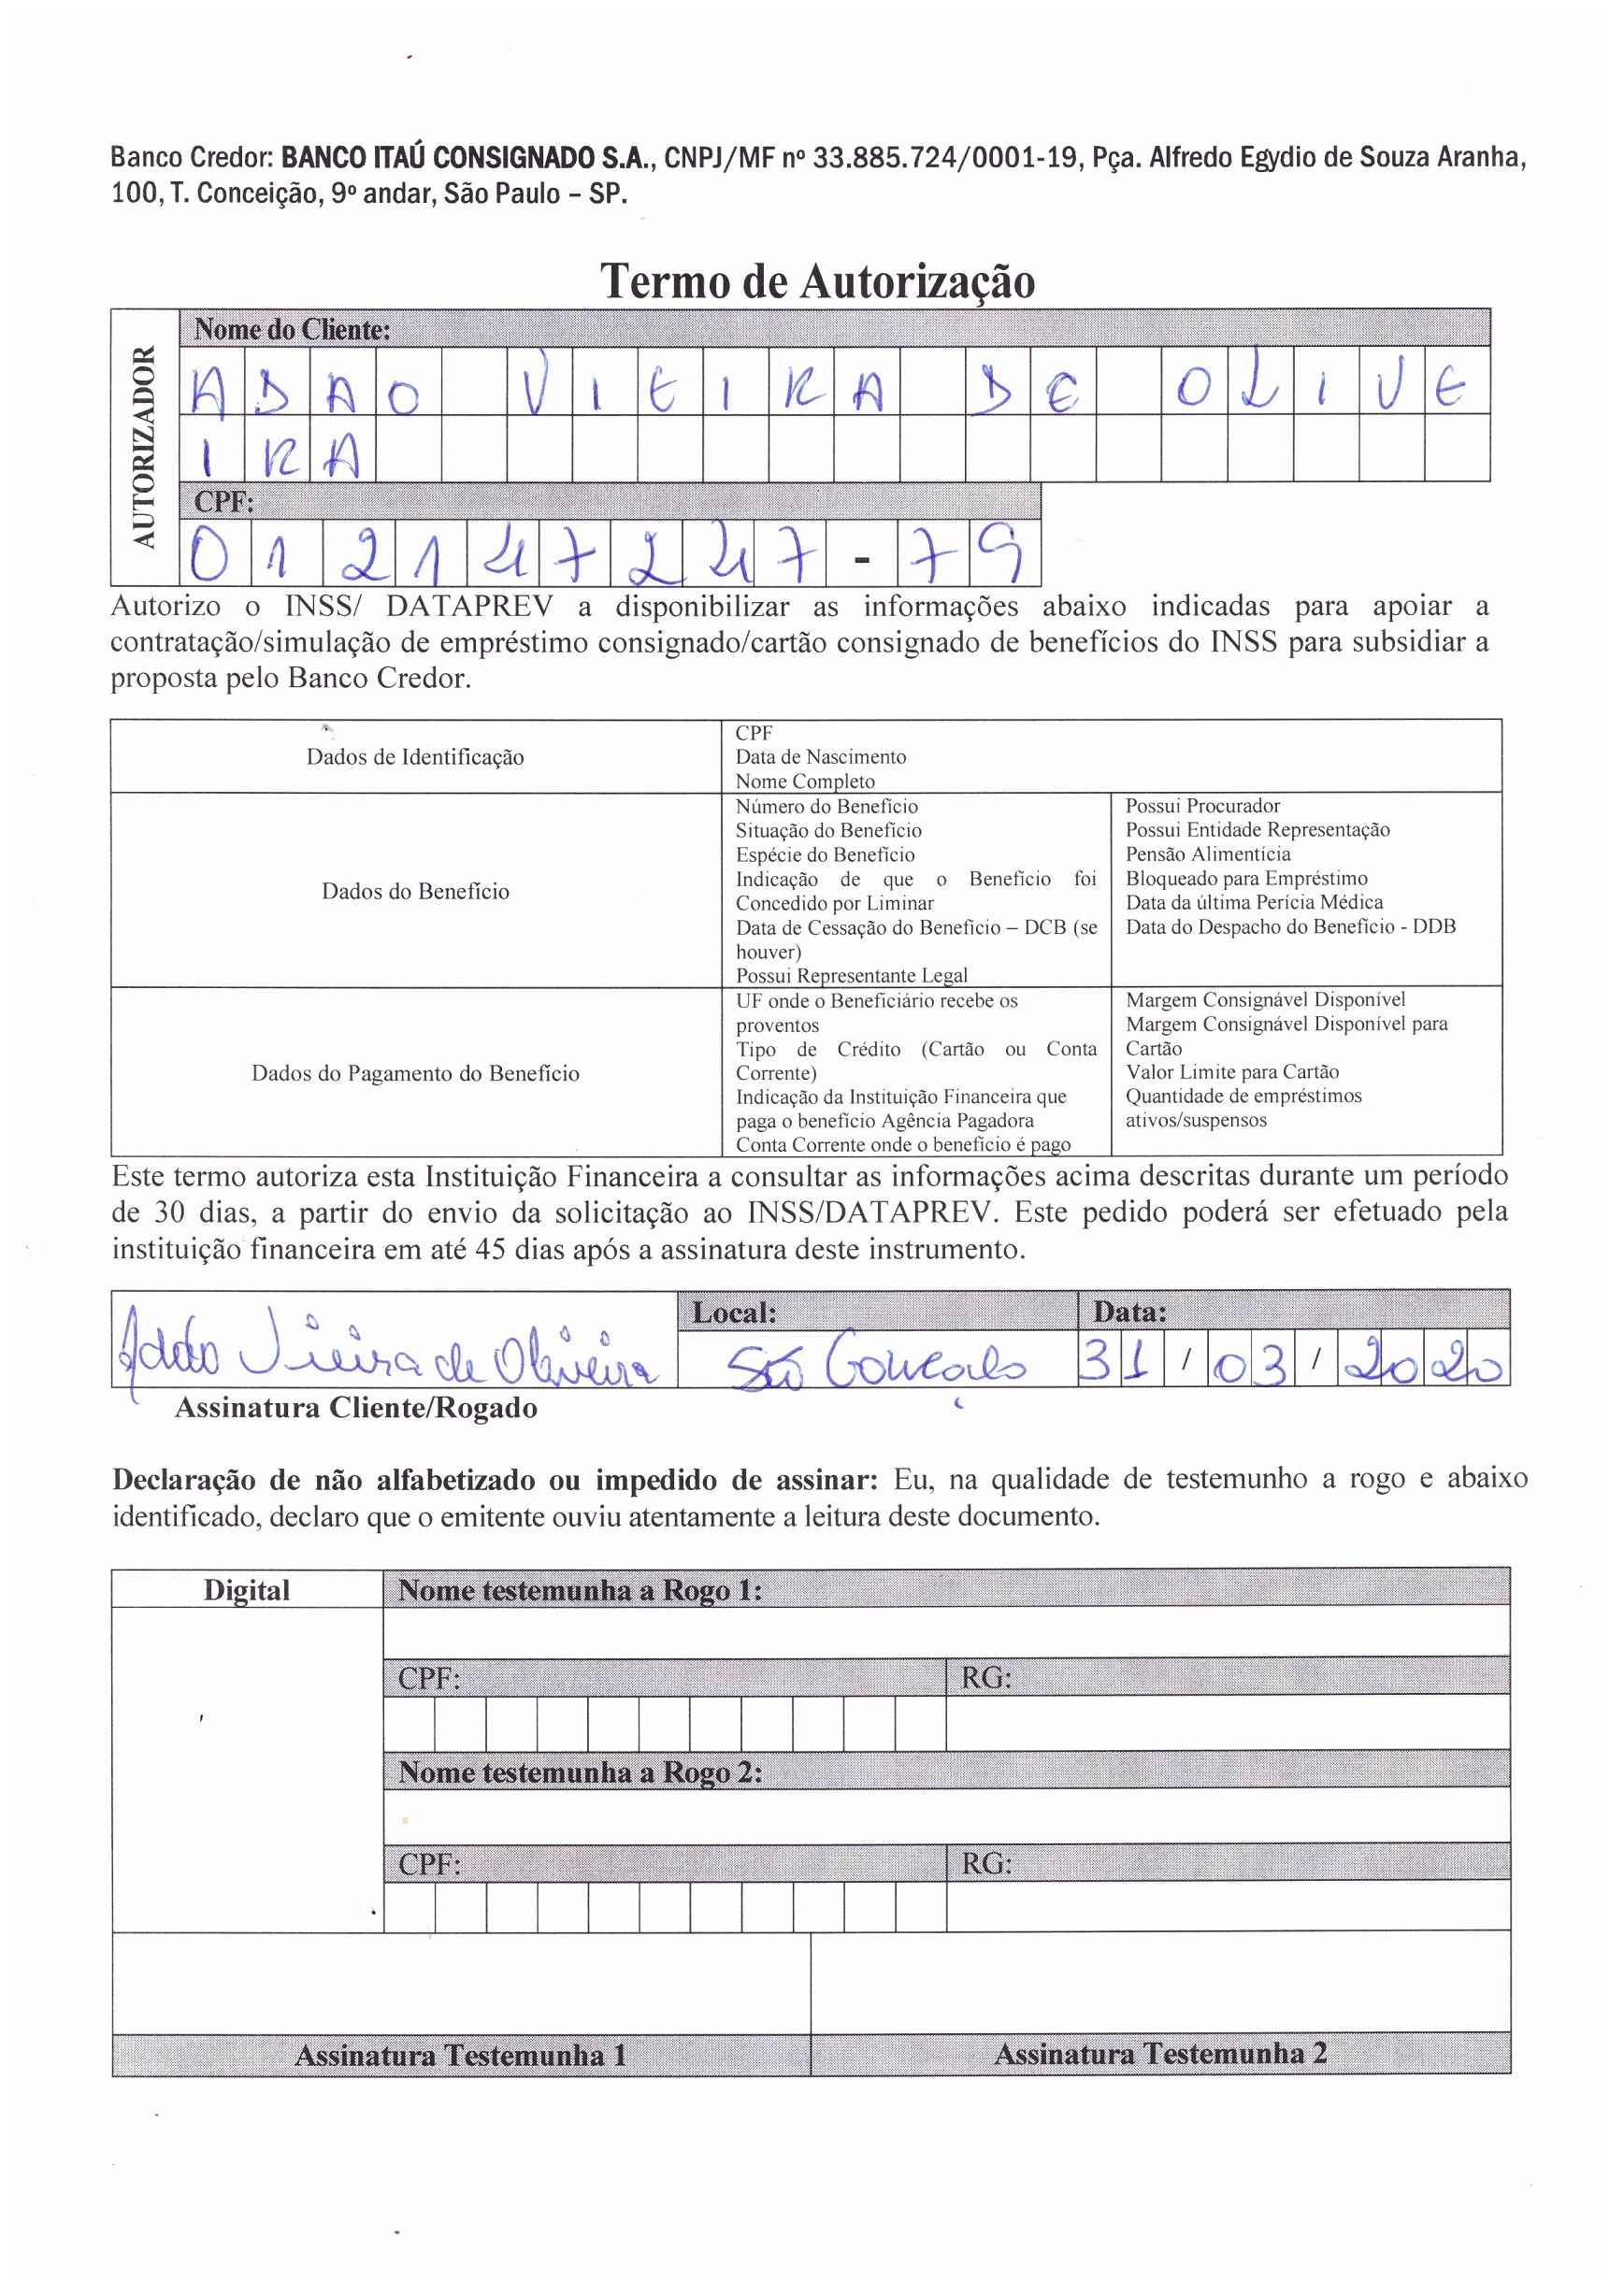 Banco Credor: BANCO ITAÚ CONSIGNADO S.A., CNPJ/MF nº 33.885.724/0001-19, Pça. Alfredo Egydio de Souza Aranha,
100, T. Conceição, 9º andar, São Paulo – SP.
Termo de Autorização
AUTORIZADOR
Nome do Cliente:
ADAO VIEIRA DE OLIVE
IRA
CPF:
012147247-79
Autorizo o INSS/ DATAPREV a disponibilizar as informações abaixo indicadas para apoiar a
contratação/simulação de empréstimo consignado/cartão consignado de benefícios do INSS para subsidiar a
proposta pelo Banco Credor.
Dados de Identificação
CPF
Data de Nascimento
Nome Completo
Dados do Benefício
Número do Benefício
Situação do Benefício
Espécie do Benefício
Indicação de que o Benefício foi
Concedido por Liminar
Data de Cessação do Benefício – DCB (se
houver)
Possui Representante Legal
Possui Procurador
Possui Entidade Representação
Pensão Alimentícia
Bloqueado para Empréstimo
Data da última Perícia Médica
Data do Despacho do Benefício - DDB
Dados do Pagamento do Benefício
UF onde o Beneficiário recebe os
proventos
Tipo de Crédito (Cartão ou Conta
Corrente)
Indicação da Instituição Financeira que
paga o benefício Agência Pagadora
Conta Corrente onde o benefício é pago
Margem Consignável Disponível
Margem Consignável Disponível para
Cartão
Valor Limite para Cartão
Quantidade de empréstimos
ativos/suspensos
Este termo autoriza esta Instituição Financeira a consultar as informações acima descritas durante um período
de 30 dias, a partir do envio da solicitação ao INSS/DATAPREV. Este pedido poderá ser efetuado pela
instituição financeira em até 45 dias após a assinatura deste instrumento.
Adão Vieira de Oliveira
Local:
São Gonçalo
Data:
31/03/2020
Assinatura Cliente/Rogado
Declaração de não alfabetizado ou impedido de assinar: Eu, na qualidade de testemunho a rogo e abaixo
identificado, declaro que o emitente ouviu atentamente a leitura deste documento.
Digital
Nome testemunha a Rogo 1:
CPF: RG:
Nome testemunha a Rogo 2:
CPF: RG:
Assinatura Testemunha 1
Assinatura Testemunha 2